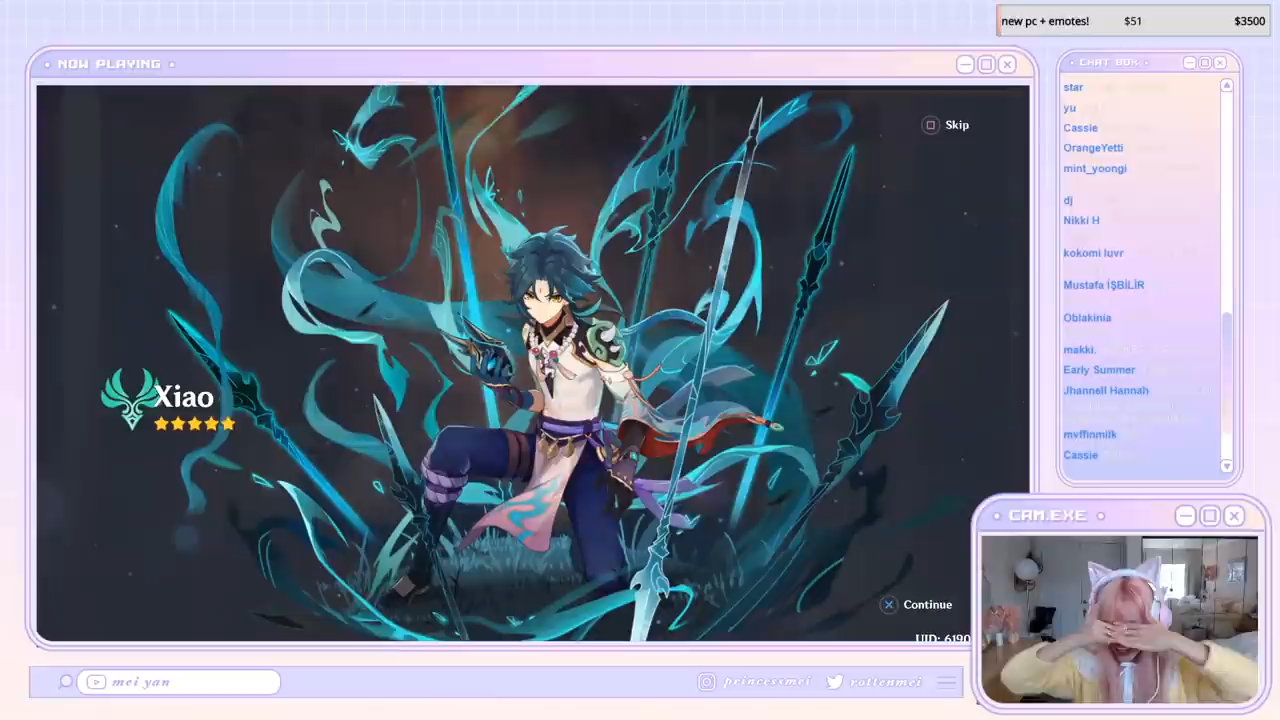 new pc + emotes! $51 $3500
NOW PLAYING
CHAT BOX
star
yu
Cassie
OrangeYetti
mint_yoongi
dj
Nikki H
kokomi luvr
Mustafa İŞBİLİR
Oblakinia
makki.
Early Summer
Jhannell Hannah
mvffinmilk
Cassie
Skip
Xiao
Continue
UID: 6190
CAM.EXE
mei yan
princessmei
rottenmei